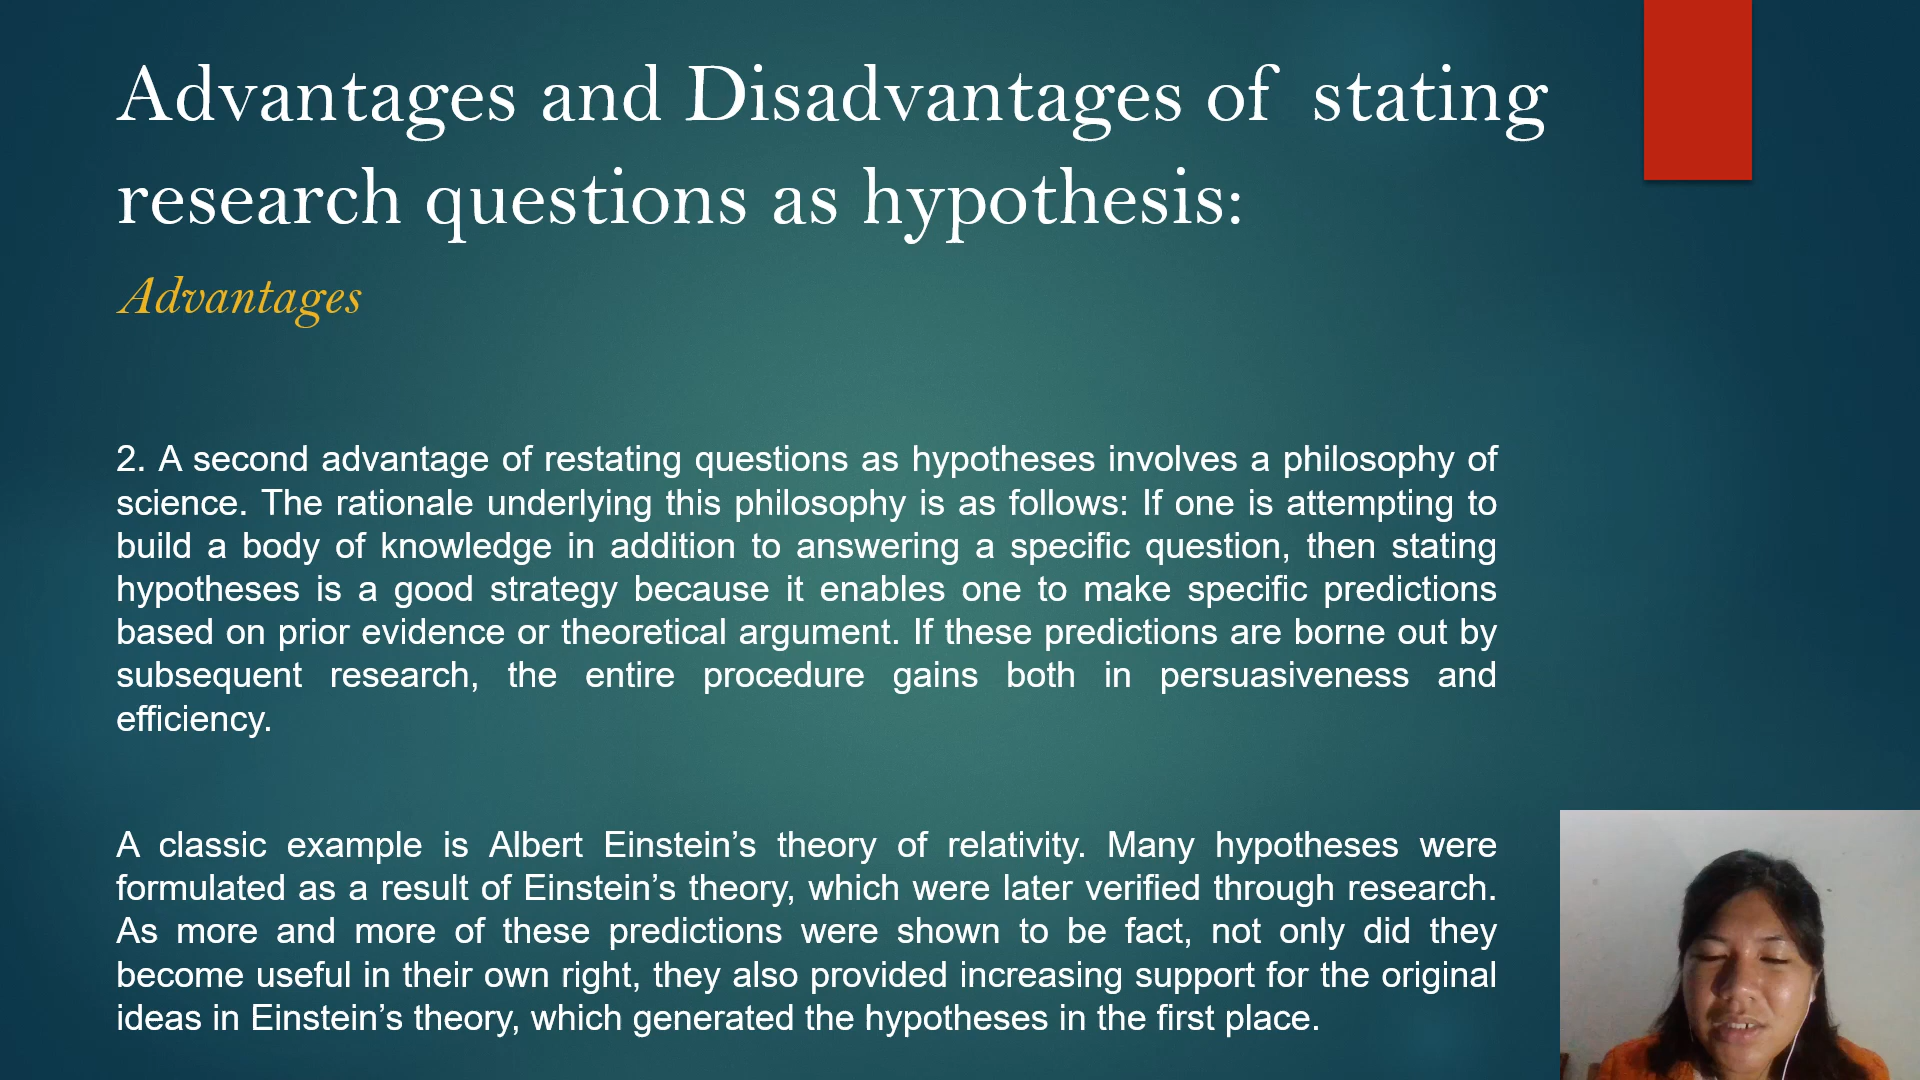 Advantages and Disadvantages of stating
research questions as hypothesis:
Advantages
2. A second advantage of restating questions as hypotheses involves a philosophy of
science. The rationale underlying this philosophy is as follows: If one is attempting to
build a body of knowledge in addition to answering a specific question, then stating
hypotheses is a good strategy because it enables one to make specific predictions
based on prior evidence or theoretical argument. If these predictions are borne out by
subsequent research, the entire procedure gains both in persuasiveness and
efficiency.
A classic example is Albert Einstein’s theory of relativity. Many hypotheses were
formulated as a result of Einstein’s theory, which were later verified through research.
As more and more of these predictions were shown to be fact, not only did they
become useful in their own right, they also provided increasing support for the original
ideas in Einstein’s theory, which generated the hypotheses in the first place.